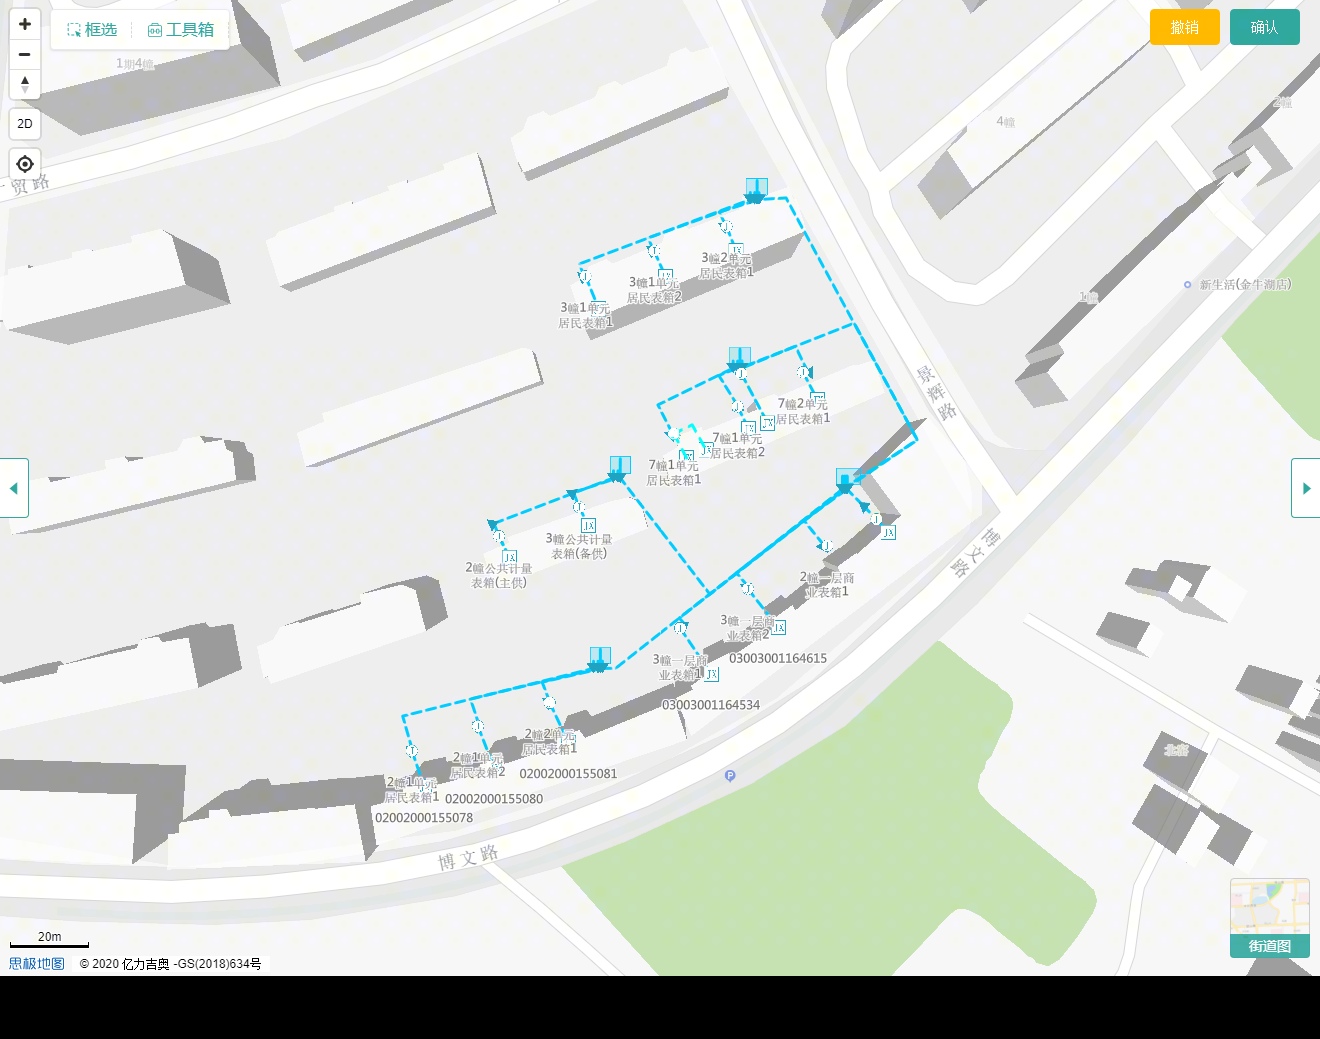 框选
工具箱
撤销
确认
1期4幢
2D
贸路
4幢
2幢
1幢
新生活(金牛湖店)
景辉路
3幢2单元
居民表箱1
3幢1单元
居民表箱2
3幢1单元
居民表箱1
7幢2单元
居民表箱1
7幢1单元
居民表箱2
7幢1单元
居民表箱1
3幢公共计量
表箱(备供)
2幢公共计量
表箱(主供)
博文路
2幢一层商
业表箱1
3幢一层商
业表箱2
03003001164615
3幢一层商
业表箱1
03003001164534
2幢2单元
居民表箱1
02002000155081
2幢1单元
居民表箱2
02002000155080
2幢1单元
居民表箱1
02002000155078
P
博文路
街道图
20m
思极地图
© 2020 亿力吉奥 -GS(2018)634号